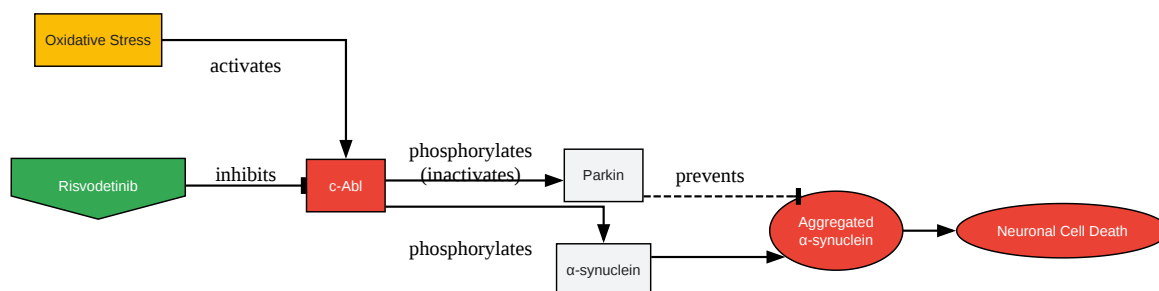 Oxidative Stress
activates
Risvodetinib
inhibits
c-Abl
phosphorylates
(inactivates)
Parkin
prevents
phosphorylates
α-synuclein
Aggregated
α-synuclein
Neuronal Cell Death